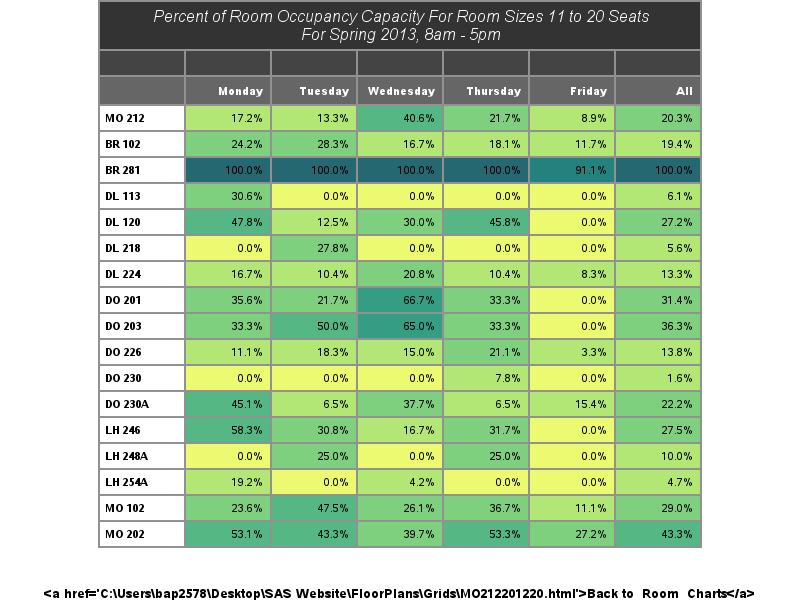 Percent of Room Occupancy Capacity For Room Sizes 11 to 20 Seats
For Spring 2013, 8am - 5pm
Monday Tuesday Wednesday Thursday Friday All
MO 212 17.2% 13.3% 40.6% 21.7% 8.9% 20.3%
BR 102 24.2% 28.3% 16.7% 18.1% 11.7% 19.4%
BR 281 100.0% 100.0% 100.0% 100.0% 91.1% 100.0%
DL 113 30.6% 0.0% 0.0% 0.0% 0.0% 6.1%
DL 120 47.8% 12.5% 30.0% 45.8% 0.0% 27.2%
DL 218 0.0% 27.8% 0.0% 0.0% 0.0% 5.6%
DL 224 16.7% 10.4% 20.8% 10.4% 8.3% 13.3%
DO 201 35.6% 21.7% 66.7% 33.3% 0.0% 31.4%
DO 203 33.3% 50.0% 65.0% 33.3% 0.0% 36.3%
DO 226 11.1% 18.3% 15.0% 21.1% 3.3% 13.8%
DO 230 0.0% 0.0% 0.0% 7.8% 0.0% 1.6%
DO 230A 45.1% 6.5% 37.7% 6.5% 15.4% 22.2%
LH 246 58.3% 30.8% 16.7% 31.7% 0.0% 27.5%
LH 248A 0.0% 25.0% 0.0% 25.0% 0.0% 10.0%
LH 254A 19.2% 0.0% 4.2% 0.0% 0.0% 4.7%
MO 102 23.6% 47.5% 26.1% 36.7% 11.1% 29.0%
MO 202 53.1% 43.3% 39.7% 53.3% 27.2% 43.3%
<a href='C:\Users\bap2578\Desktop\SAS Website\FloorPlans\Grids\MO212201220.html'>Back to Room Charts</a>